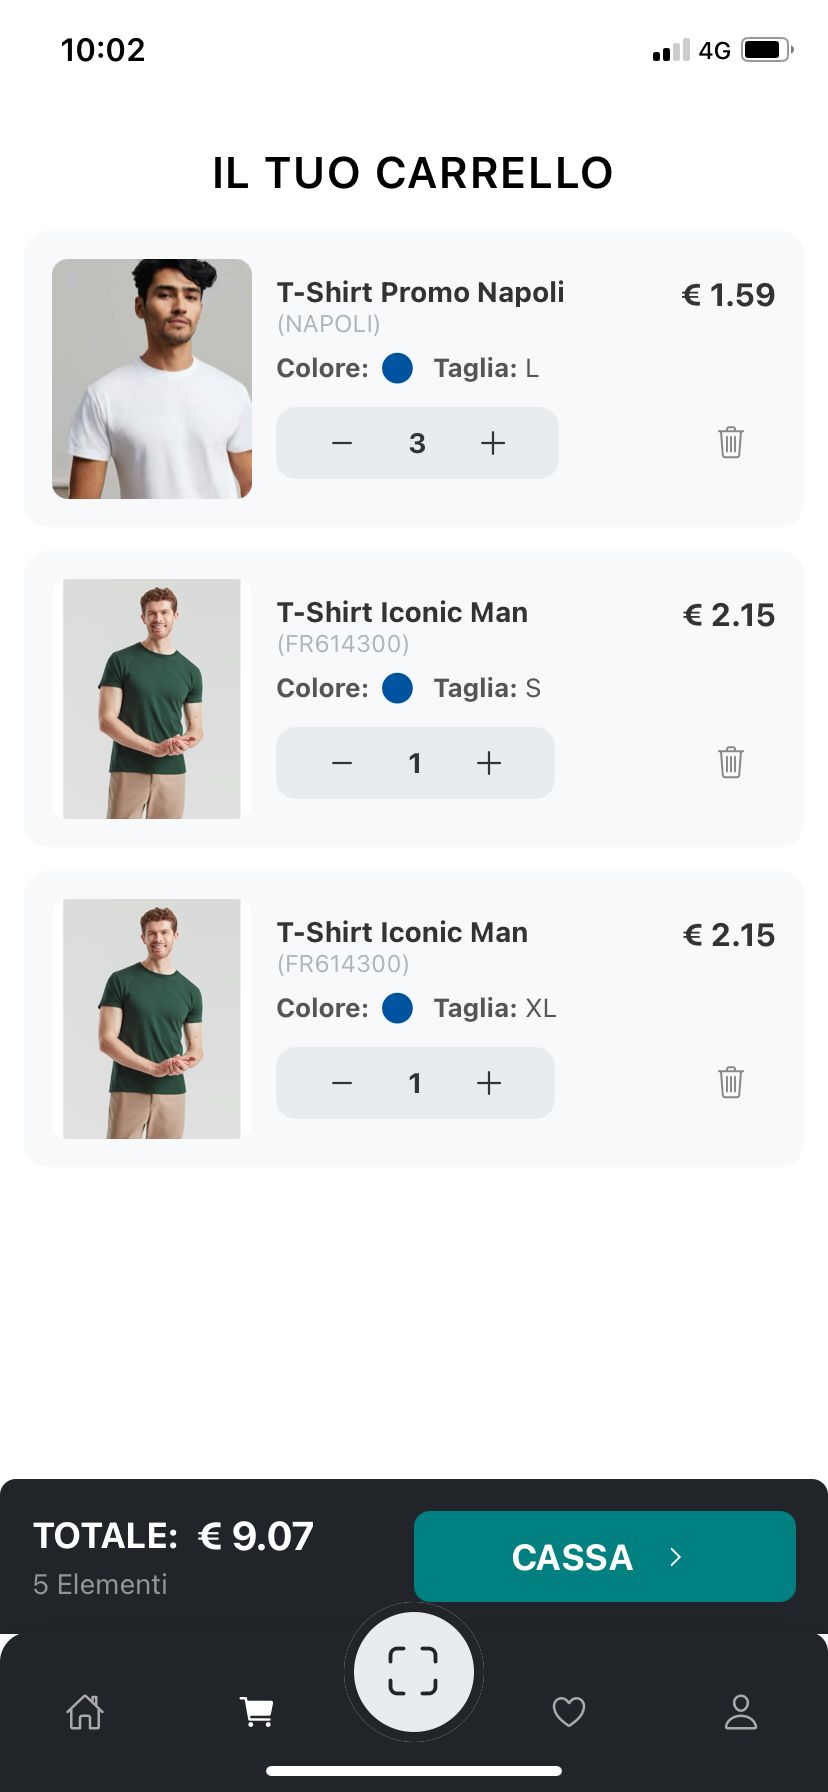 10:02 4G
IL TUO CARRELLO
T-Shirt Promo Napoli € 1.59
(NAPOLI)
Colore: Taglia: L
− 3 +
T-Shirt Iconic Man € 2.15
(FR614300)
Colore: Taglia: S
− 1 +
T-Shirt Iconic Man € 2.15
(FR614300)
Colore: Taglia: XL
− 1 +
TOTALE: € 9.07
5 Elementi
CASSA >